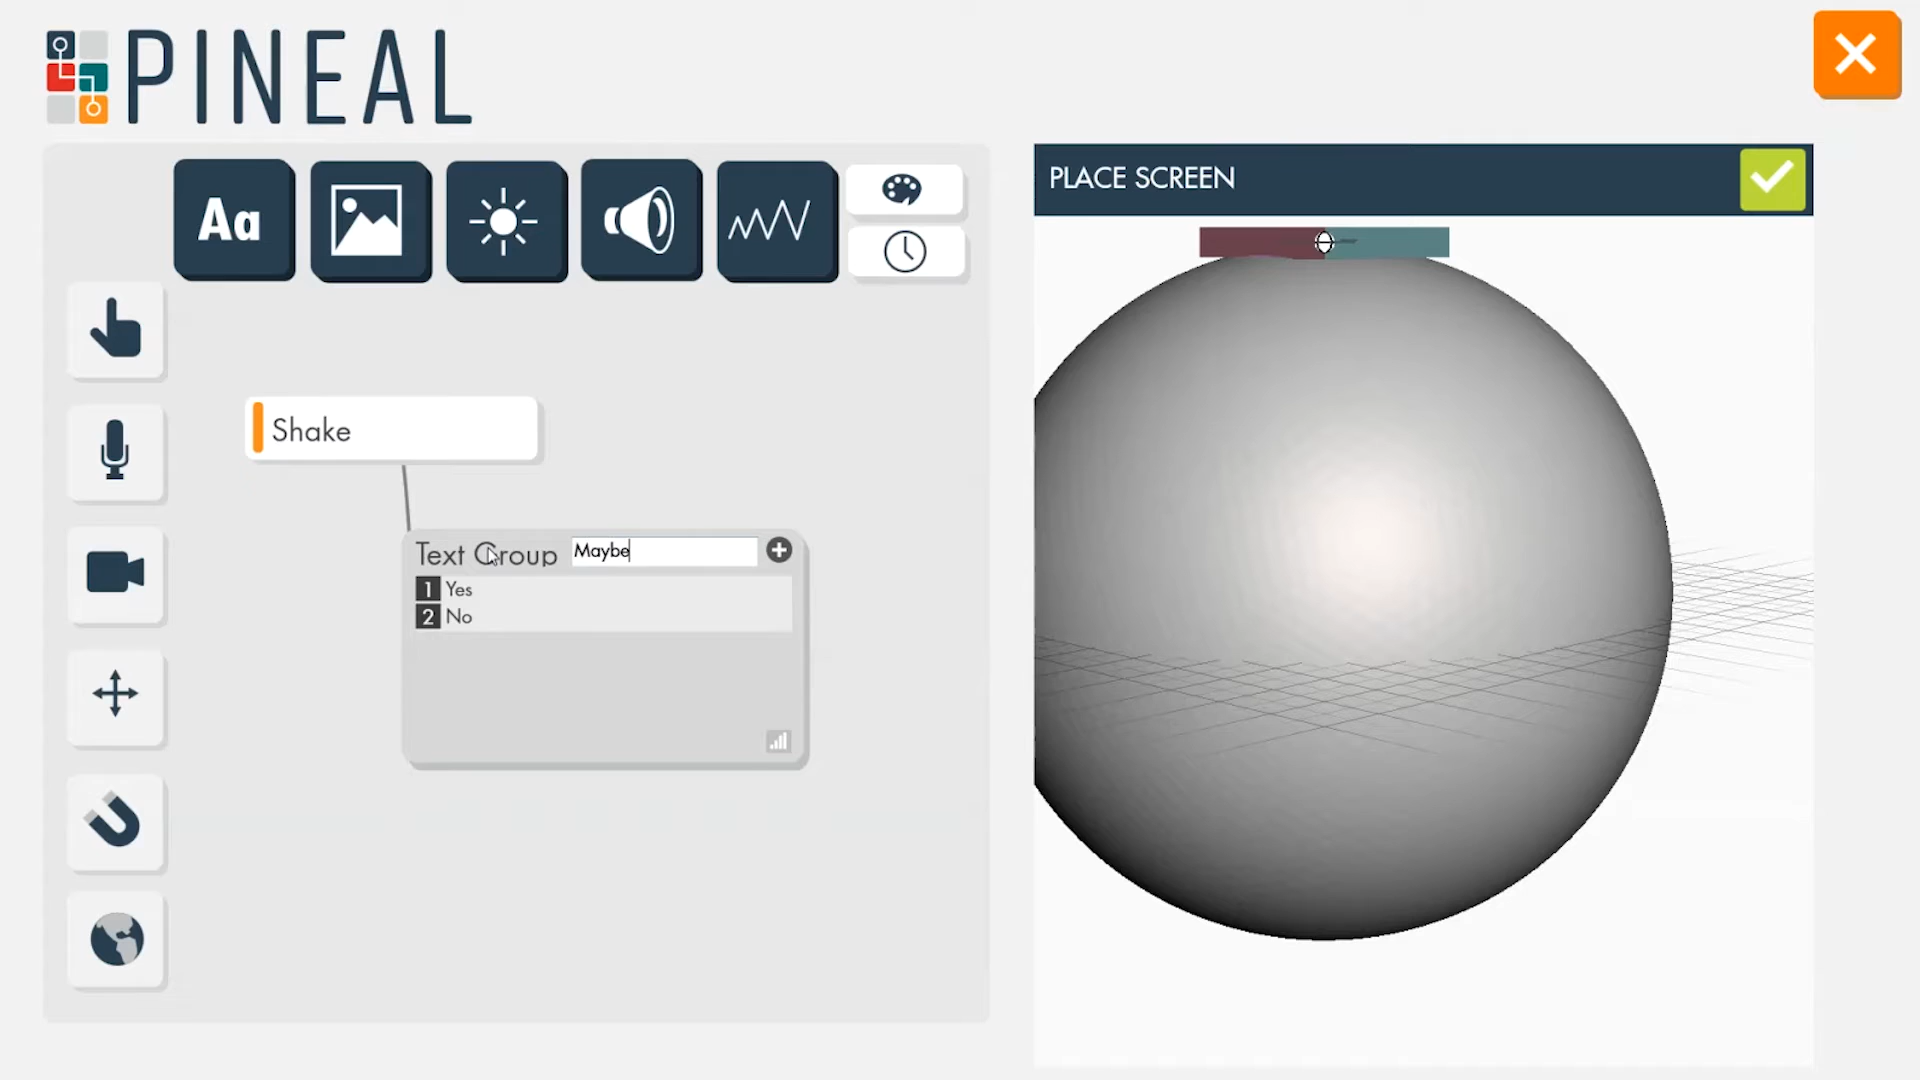 PINEAL
Aa
PLACE SCREEN
Shake
Text Group Maybe
1 Yes
2 No